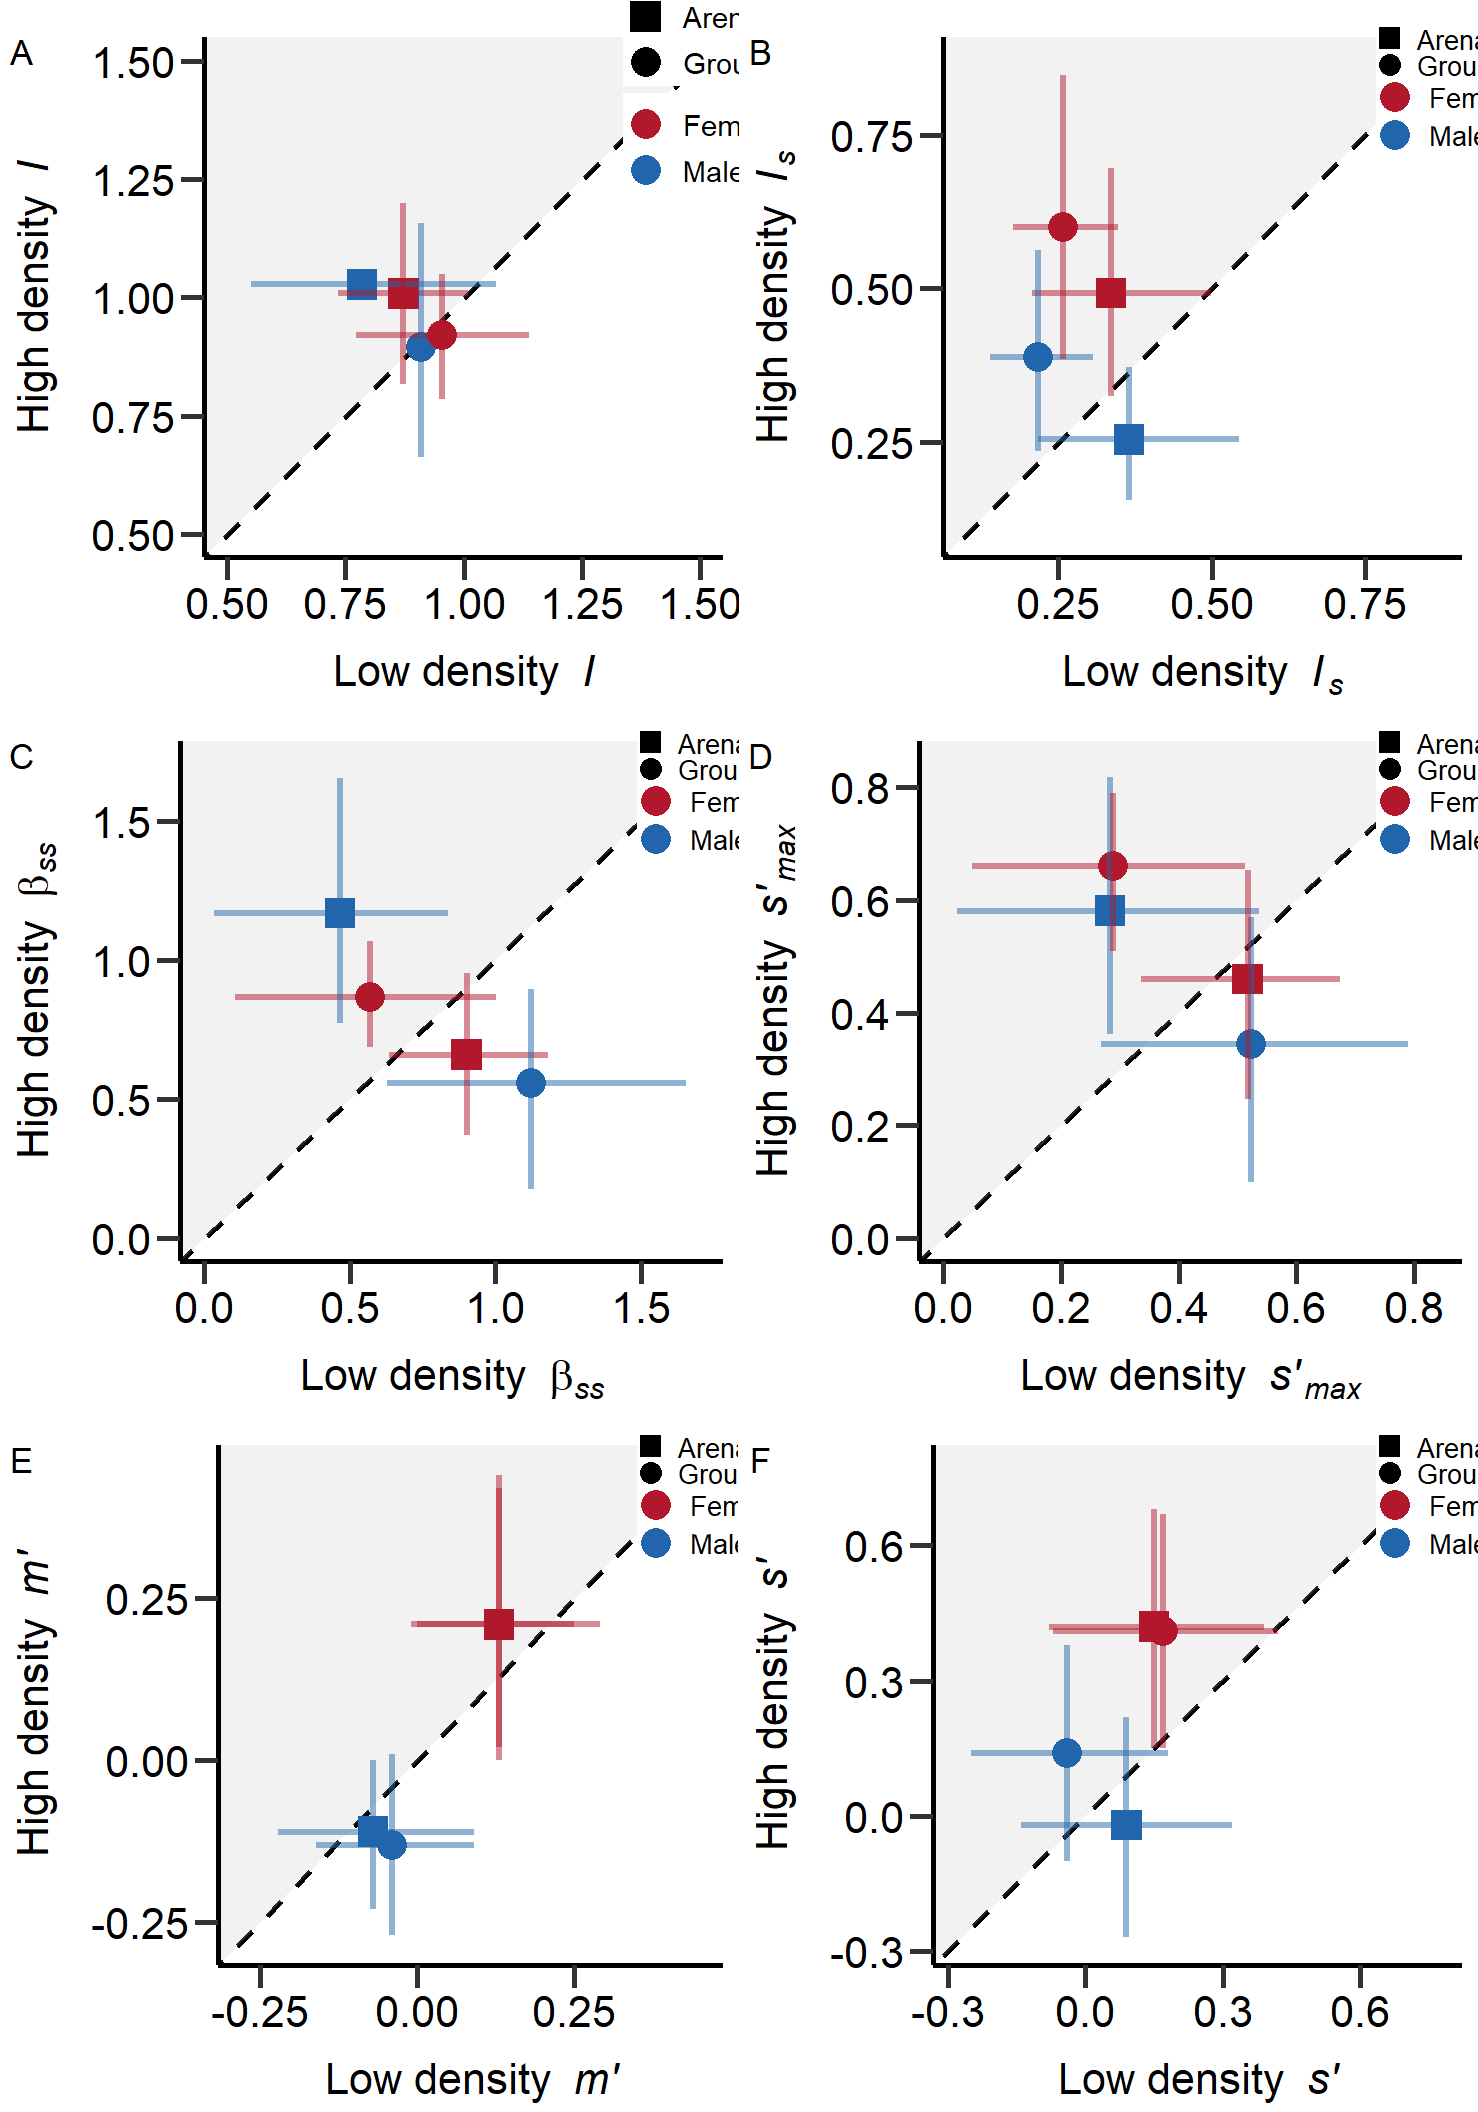 A
1.50
1.25
1.00
0.75
0.50
High density I
0.50 0.75 1.00 1.25 1.50
Low density I
Aren
Grou
Fem
Male
B
0.75
0.50
0.25
High density Is
0.25 0.50 0.75
Low density Is
Arena
Grou
Fem
Male
C
1.5
1.0
0.5
0.0
High density βss
0.0 0.5 1.0 1.5
Low density βss
Arena
Grou
Fem
Male
D
0.8
0.6
0.4
0.2
0.0
High density s'max
0.0 0.2 0.4 0.6 0.8
Low density s'max
Arena
Grou
Fem
Male
E
0.25
0.00
-0.25
High density m'
-0.25 0.00 0.25
Low density m'
Arena
Grou
Fem
Male
F
0.6
0.3
0.0
-0.3
High density s'
-0.3 0.0 0.3 0.6
Low density s'
Arena
Grou
Fem
Male